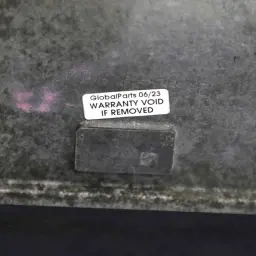 GlobalParts 06/23
WARRANTY VOID
IF REMOVED